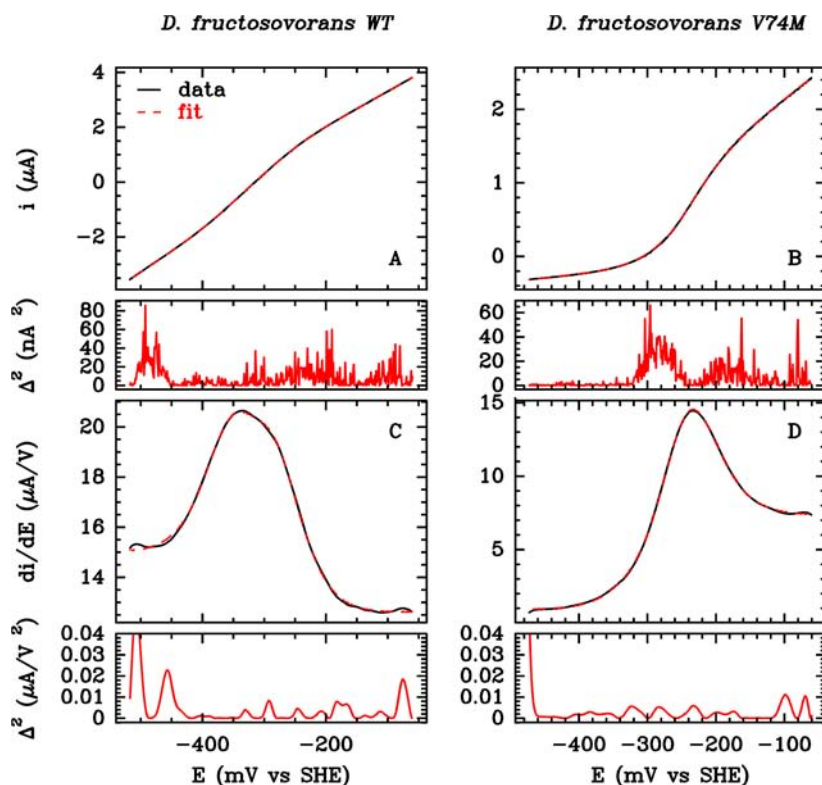 D. fructosovorans WT
D. fructosovorans V74M
i (μA)
4
2
0
−2
data
fit
A
2
1
0
B
Δ² (nA²)
80
60
40
20
0
60
40
20
0
di/dE (μA/V)
20
18
16
14
C
15
10
5
D
Δ² (μA/V²)
0.04
0.03
0.02
0.01
0
0.04
0.03
0.02
0.01
0
−400
−200
−400
−300
−200
−100
E (mV vs SHE)
E (mV vs SHE)